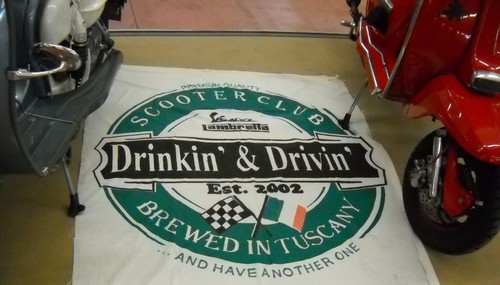 PREMIUM QUALITY
SCOOTER CLUB
Vespa
Lambretta
Drinkin' & Drivin'
Est. 2002
BREWED IN TUSCANY
... AND HAVE ANOTHER ONE